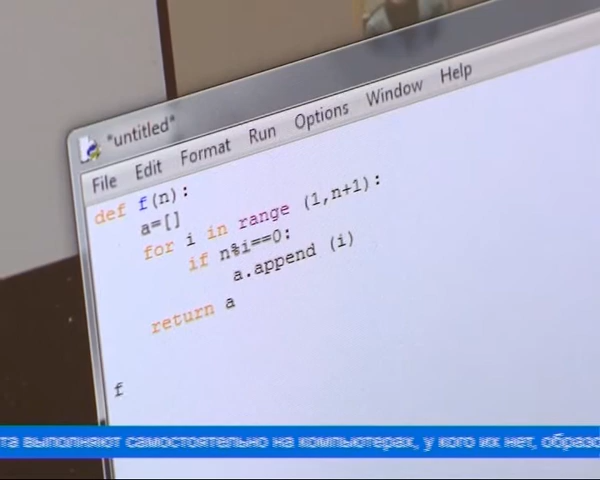 *untitled*
File Edit Format Run Options Window Help
def f(n):
a=[]
for i in range (1,n+1):
if n%i==0:
a.append (i)
return a
f
та выполняют самостоятельно на компьютерах, у кого их нет, образо